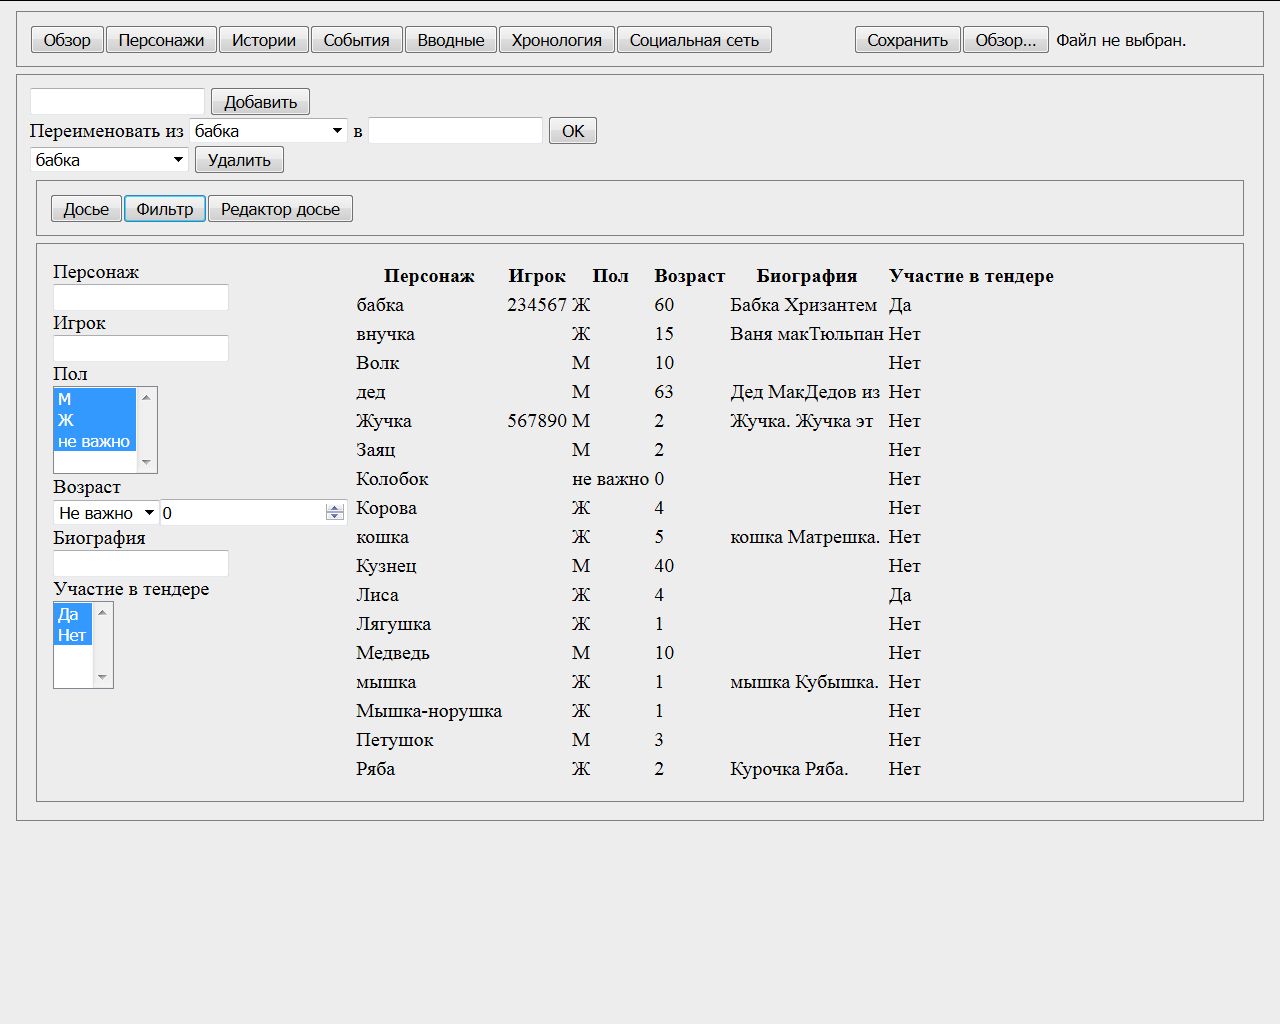 Обзор Персонажи Истории События Вводные Хронология Социальная сеть Сохранить Обзор... Файл не выбран.
Добавить
Переименовать из бабка в OK
бабка Удалить
Досье Фильтр Редактор досье
Персонаж
Игрок
Пол
М
Ж
не важно
Возраст
Не важно 0
Биография
Участие в тендере
Да
Нет
Персонаж Игрок Пол Возраст Биография Участие в тендере
бабка 234567 Ж 60 Бабка Хризантем Да
внучка Ж 15 Ваня макТюльпан Нет
Волк М 10 Нет
дед М 63 Дед МакДедов из Нет
Жучка 567890 М 2 Жучка. Жучка эт Нет
Заяц М 2 Нет
Колобок не важно 0 Нет
Корова Ж 4 Нет
кошка Ж 5 кошка Матрешка. Нет
Кузнец М 40 Нет
Лиса Ж 4 Да
Лягушка Ж 1 Нет
Медведь М 10 Нет
мышка Ж 1 мышка Кубышка. Нет
Мышка-норушка Ж 1 Нет
Петушок М 3 Нет
Ряба Ж 2 Курочка Ряба. Нет